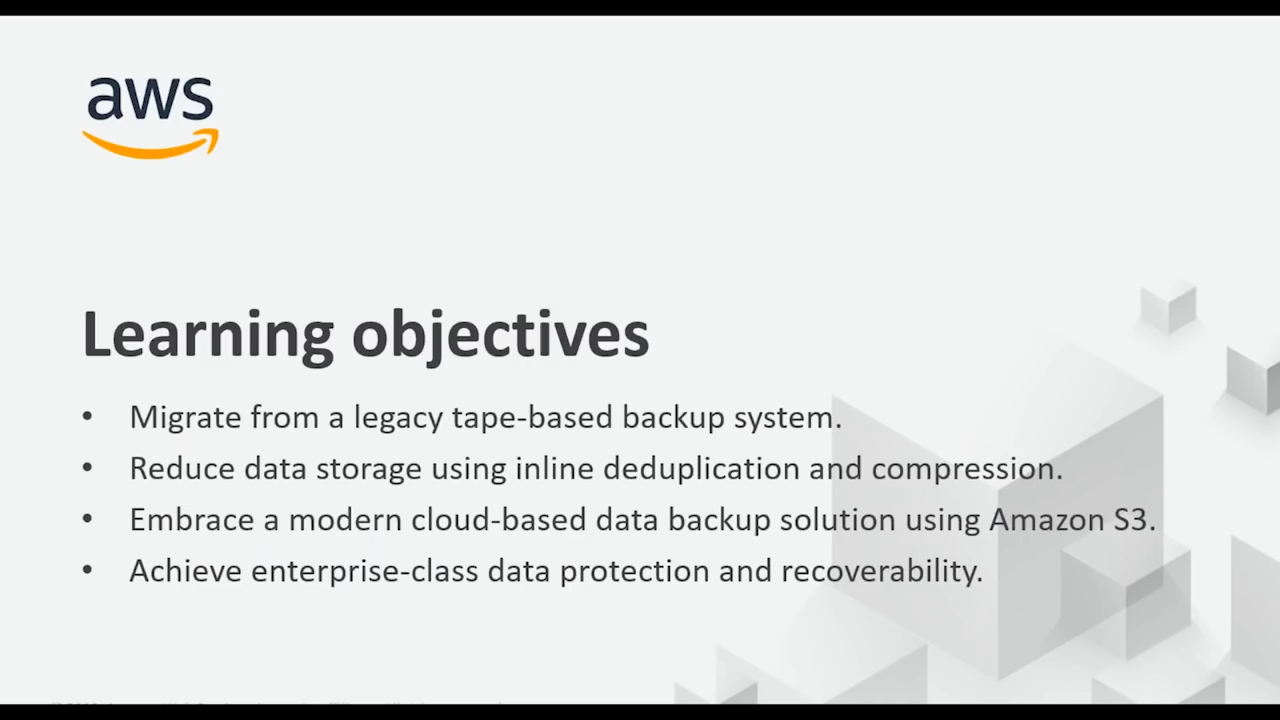 aws
Learning objectives
• Migrate from a legacy tape-based backup system.
• Reduce data storage using inline deduplication and compression.
• Embrace a modern cloud-based data backup solution using Amazon S3.
• Achieve enterprise-class data protection and recoverability.